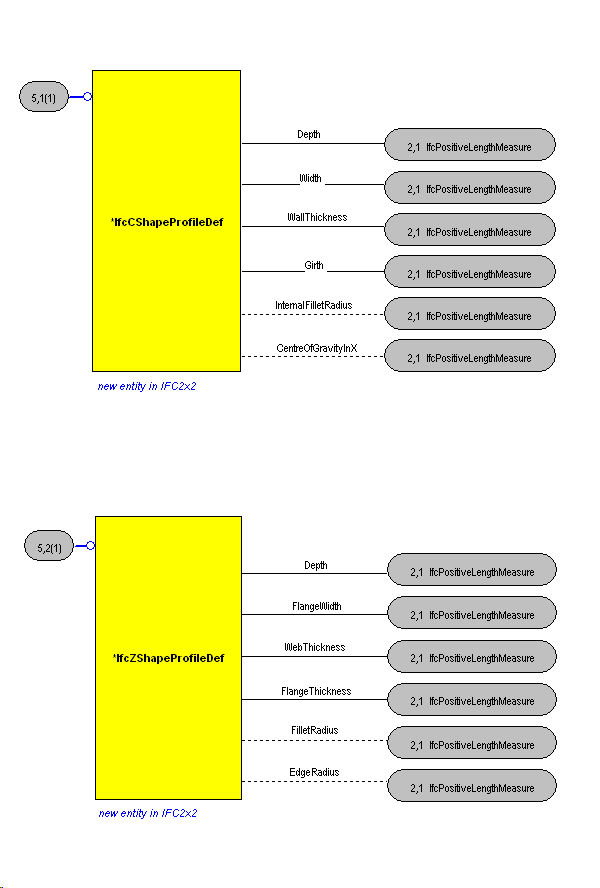 5,1(1)
Depth
2,1 IfcPositiveLengthMeasure
Width
2,1 IfcPositiveLengthMeasure
*IfcCShapeProfileDef
WallThickness
2,1 IfcPositiveLengthMeasure
Girth
2,1 IfcPositiveLengthMeasure
InternalFilletRadius
2,1 IfcPositiveLengthMeasure
CentreOfGravityInX
2,1 IfcPositiveLengthMeasure
new entity in IFC2x2
5,2(1)
Depth
2,1 IfcPositiveLengthMeasure
FlangeWidth
2,1 IfcPositiveLengthMeasure
WebThickness
2,1 IfcPositiveLengthMeasure
*IfcZShapeProfileDef
FlangeThickness
2,1 IfcPositiveLengthMeasure
FilletRadius
2,1 IfcPositiveLengthMeasure
EdgeRadius
2,1 IfcPositiveLengthMeasure
new entity in IFC2x2